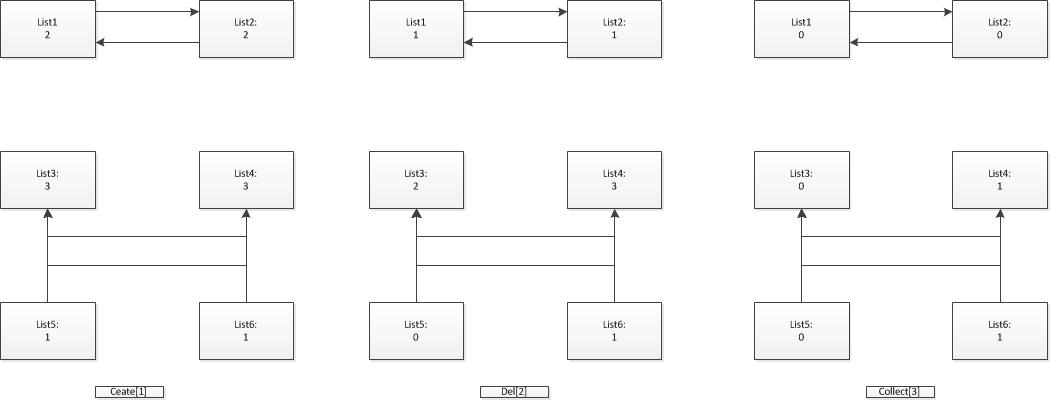 List1
2
List2:
2
List1
1
List2:
1
List1
0
List2:
0
List3:
3
List4:
3
List3:
2
List4:
3
List3:
0
List4:
1
List5:
1
List6:
1
List5:
0
List6:
1
List5:
0
List6:
1
Ceate[1]
Del[2]
Collect[3]